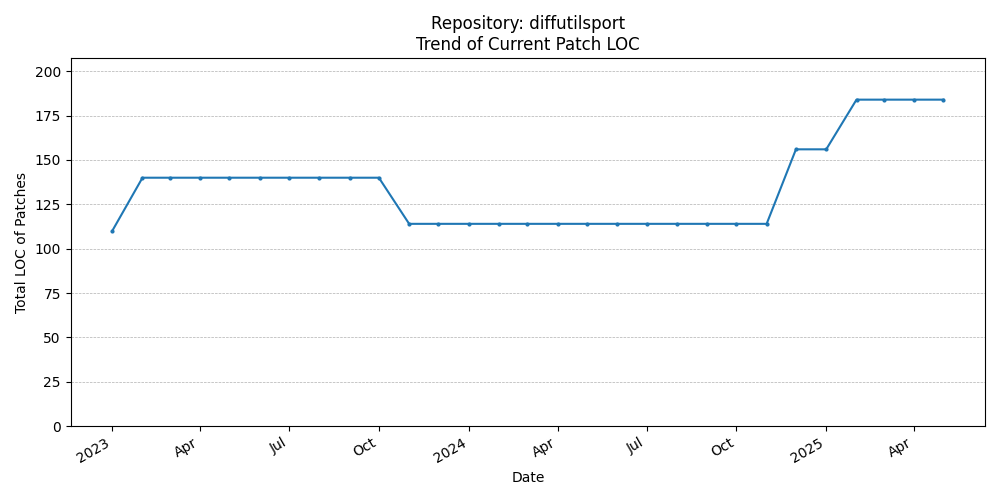 Repository: diffutilsport
Trend of Current Patch LOC
Total LOC of Patches
200
175
150
125
100
75
50
25
0
2023
Apr
Jul
Oct
2024
Apr
Jul
Oct
2025
Apr
Date